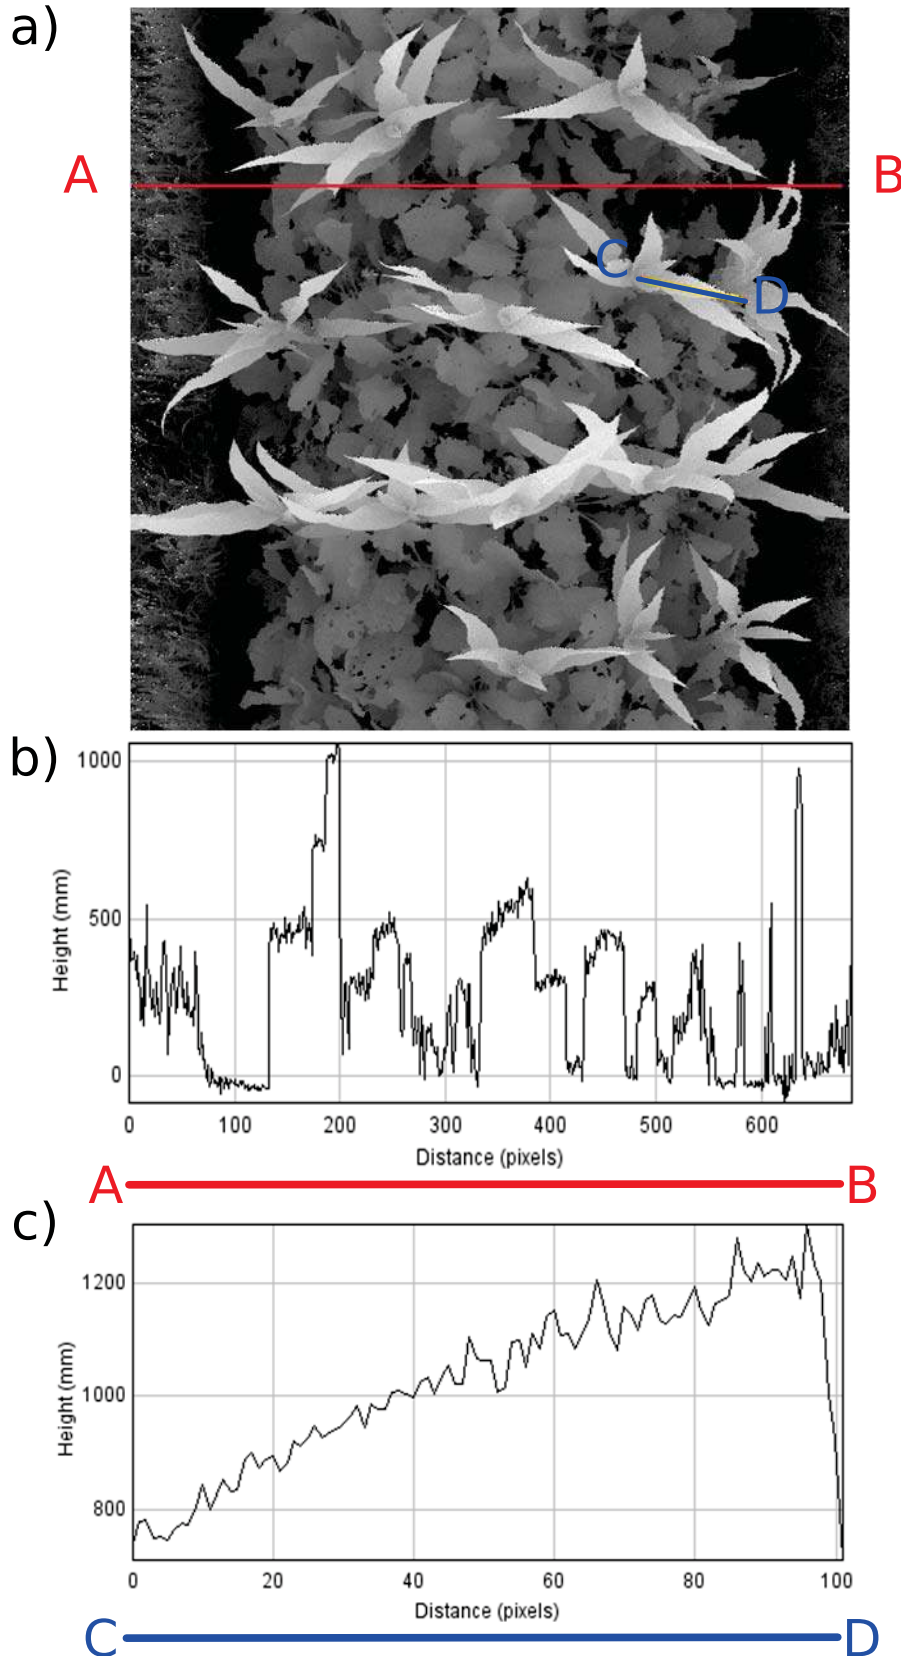 a)
A B
C
D
b)
1000
500
0
Height (mm)
0 100 200 300 400 500 600
Distance (pixels)
A B
c)
1200
1000
800
Height (mm)
0 20 40 60 80 100
Distance (pixels)
C D